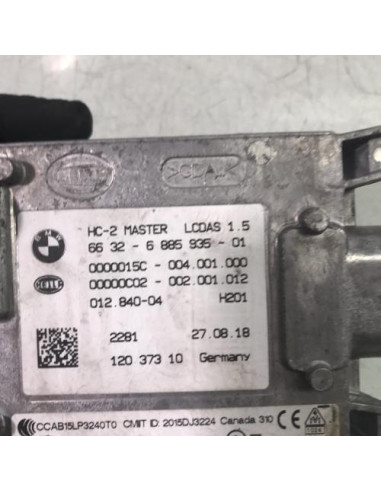 HC-2 MASTER LCDAS 1.5
66 32 - 6 885 935 - 01
0000015C - 004.001.000
00000C02 - 002.001.012
012.840-04 H201
2281 27.08.18
120 373 10 Germany
CCAB15LP3240T0 CMIT ID: 2015DJ3224 Canada 310